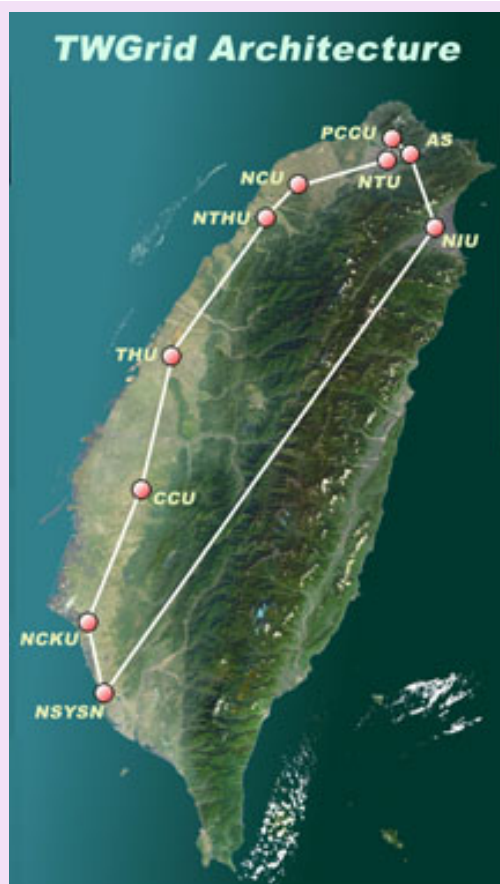 TWGrid Architecture
PCCU
AS
NTU
NCU
NTHU
NIU
THU
CCU
NCKU
NSYSN